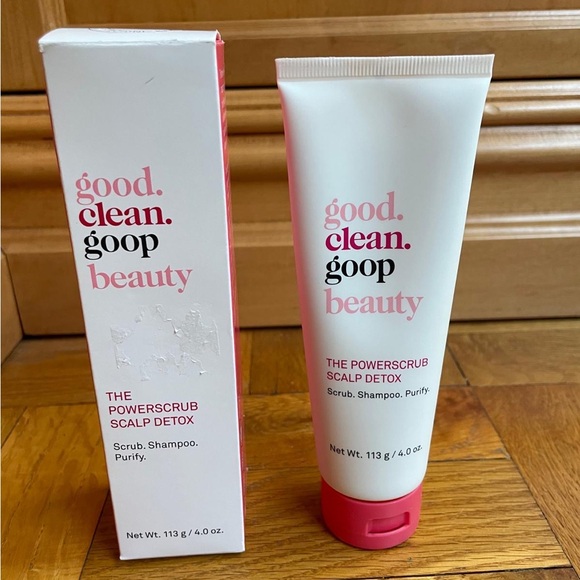 good.
clean.
goop
beauty
THE
POWERSCRUB
SCALP DETOX
Scrub. Shampoo.
Purify.
Net Wt. 113 g / 4.0 oz.
good.
clean.
goop
beauty
THE POWERSCRUB
SCALP DETOX
Scrub. Shampoo. Purify.
Net Wt. 113 g / 4.0 oz.